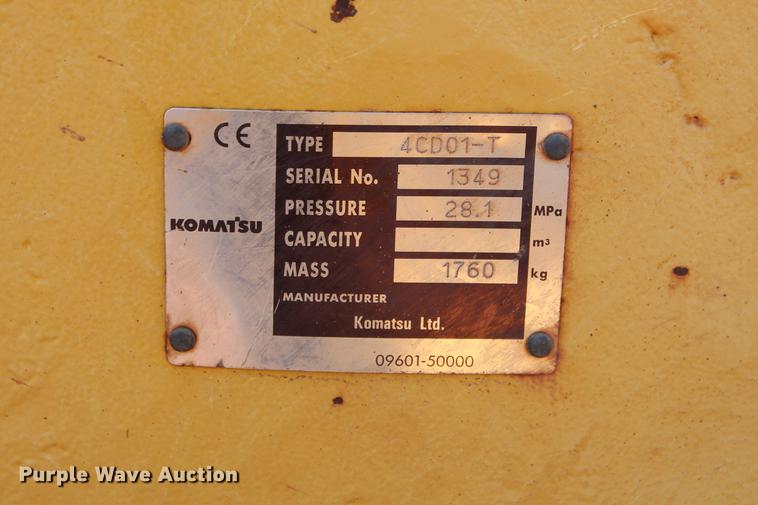 CE
TYPE 4CD01-T
SERIAL No. 1349
PRESSURE 28.1 MPa
KOMATSU
CAPACITY m³
MASS 1760 kg
MANUFACTURER
Komatsu Ltd.
09601-50000
Purple Wave Auction